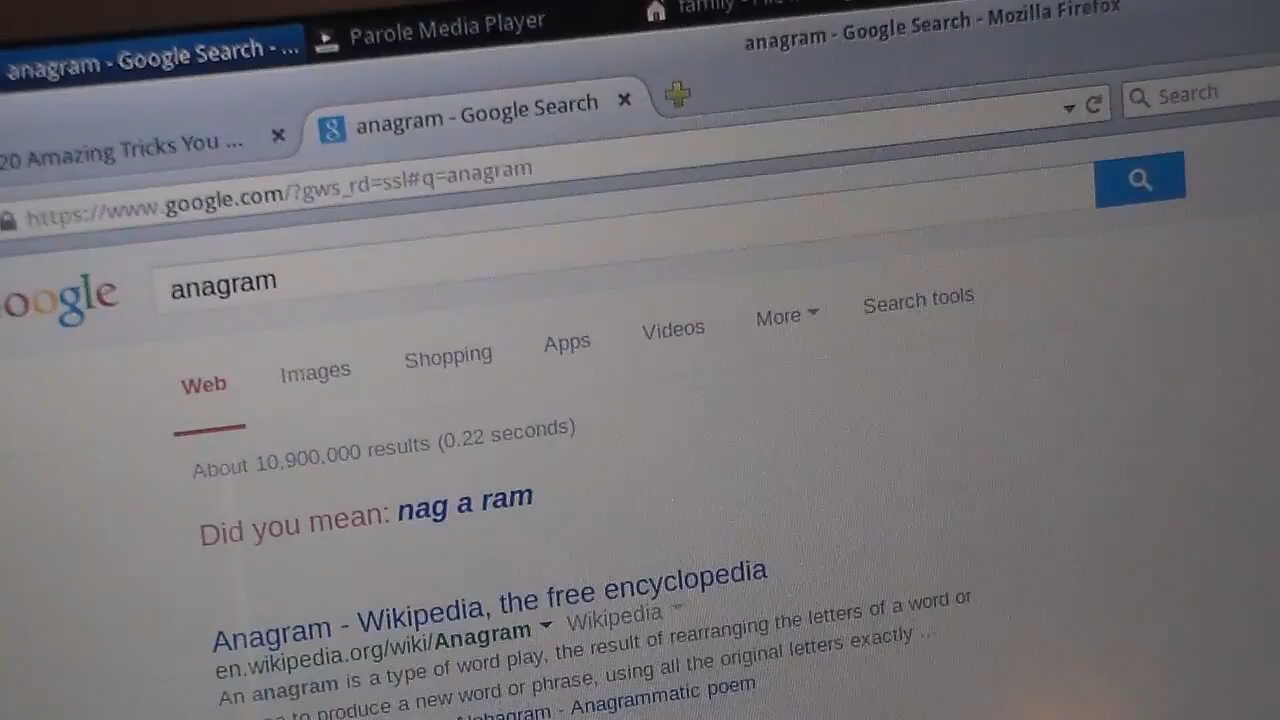 anagram - Google Search - ...
Parole Media Player
anagram - Google Search - Mozilla Firefox
20 Amazing Tricks You ...
anagram - Google Search
https://www.google.com/?gws_rd=ssl#q=anagram
Search
oogle
anagram
Web
Images
Shopping
Apps
Videos
More
Search tools
About 10,900,000 results (0.22 seconds)
Did you mean: nag a ram
Anagram - Wikipedia, the free encyclopedia
en.wikipedia.org/wiki/Anagram
Wikipedia
An anagram is a type of word play, the result of rearranging the letters of a word or
to produce a new word or phrase, using all the original letters exactly ...
- Anagrammatic poem